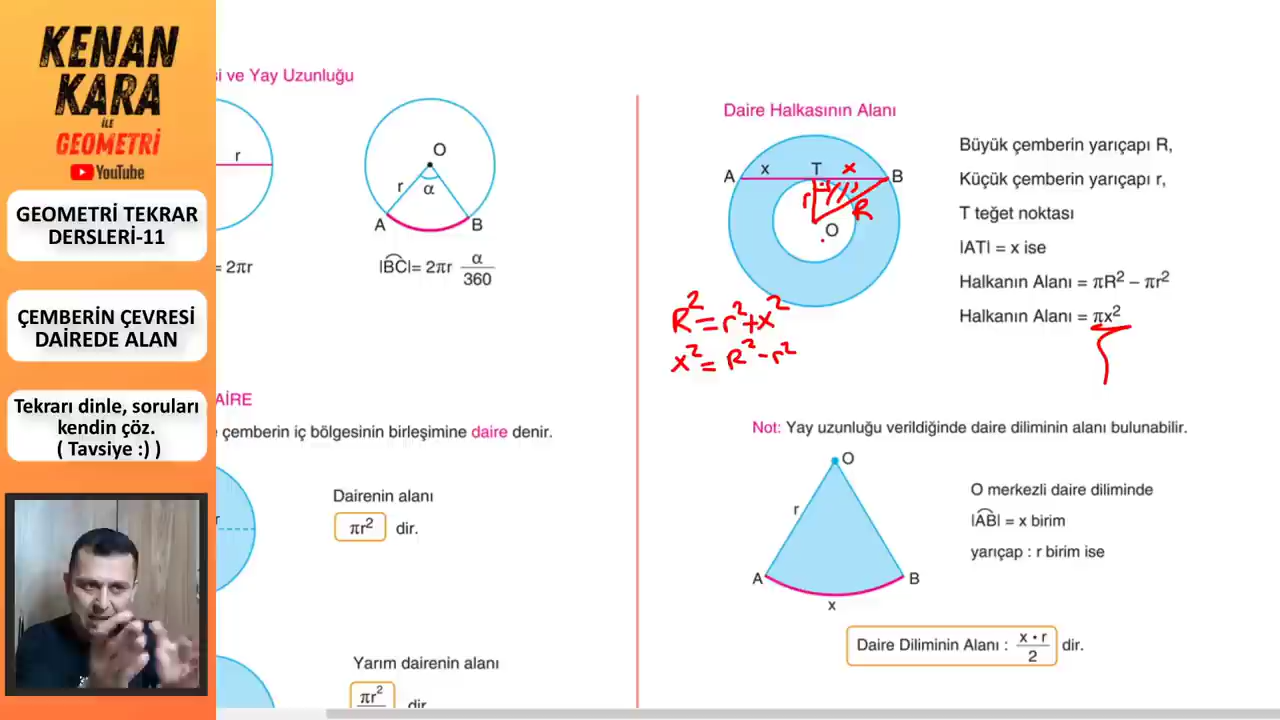 KENAN
KARA
İLE
GEOMETRİ
YouTube
GEOMETRİ TEKRAR
DERSLERİ-11
ÇEMBERİN ÇEVRESİ
DAİREDE ALAN
Tekrarı dinle, soruları
kendin çöz.
( Tavsiye :) )
si ve Yay Uzunluğu
r
= 2πr
O
r
α
A
B
|BC|= 2πr α/360
AİRE
çemberin iç bölgesinin birleşimine daire denir.
r
Dairenin alanı
πr²
dir.
Yarım dairenin alanı
πr²
dir
Daire Halkasının Alanı
A
x
T
x
B
r
R
O
R² = r² + x²
x² = R² - r²
Büyük çemberin yarıçapı R,
Küçük çemberin yarıçapı r,
T teğet noktası
|AT| = x ise
Halkanın Alanı = πR² – πr²
Halkanın Alanı = πx²
Not: Yay uzunluğu verildiğinde daire diliminin alanı bulunabilir.
O
r
A
B
x
O merkezli daire diliminde
|AB| = x birim
yarıçap : r birim ise
Daire Diliminin Alanı : x • r/2 dir.